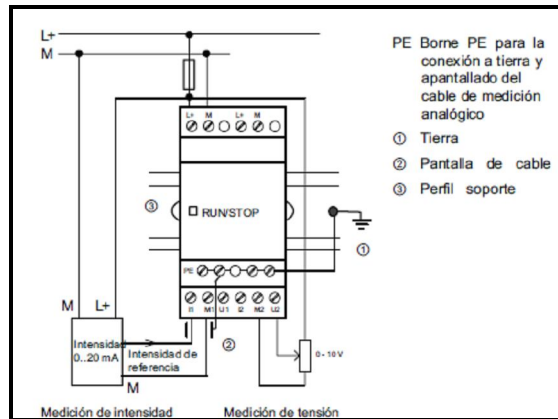 L+
M
L+ M L+ M
③
RUN/STOP
①
PE
I1 M1 U1 I2 M2 U2
②
M L+
Intensidad
0..20 mA
Intensidad de
referencia
M
0 - 10 V
Medición de intensidad
Medición de tensión
PE Borne PE para la
conexión a tierra y
apantallado del
cable de medición
analógico
① Tierra
② Pantalla de cable
③ Perfil soporte